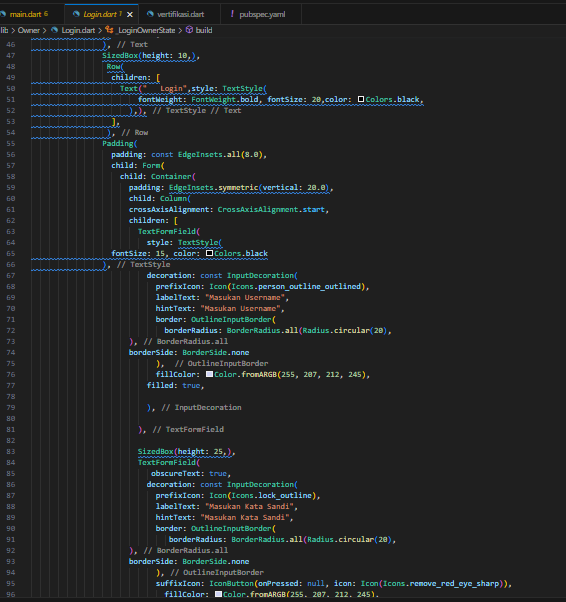 main.dart 6
Login.dart 7
vertifikasi.dart
! pubspec.yaml
lib > Owner > Login.dart > _LoginOwnerState > build
46 ), // Text
47 SizedBox(height: 10,),
48 Row(
49 children: [
50 Text("   Login",style: TextStyle(
51 fontWeight: FontWeight.bold, fontSize: 20,color: Colors.black,
52 ),), // TextStyle // Text
53 ],
54 ), // Row
55 Padding(
56 padding: const EdgeInsets.all(8.0),
57 child: Form(
58 child: Container(
59 padding: EdgeInsets.symmetric(vertical: 20.0),
60 child: Column(
61 crossAxisAlignment: CrossAxisAlignment.start,
62 children: [
63 TextFormField(
64 style: TextStyle(
65 fontSize: 15, color: Colors.black
66 ), // TextStyle
67 decoration: const InputDecoration(
68 prefixIcon: Icon(Icons.person_outline_outlined),
69 labelText: "Masukan Username",
70 hintText: "Masukan Username",
71 border: OutlineInputBorder(
72 borderRadius: BorderRadius.all(Radius.circular(20),
73 ), // BorderRadius.all
74 borderSide: BorderSide.none
75 ), // OutlineInputBorder
76 fillColor: Color.fromARGB(255, 207, 212, 245),
77 filled: true,
78
79 ), // InputDecoration
80
81 ), // TextFormField
82
83 SizedBox(height: 25,),
84 TextFormField(
85 obscureText: true,
86 decoration: const InputDecoration(
87 prefixIcon: Icon(Icons.lock_outline),
88 labelText: "Masukan Kata Sandi",
89 hintText: "Masukan Kata Sandi",
90 border: OutlineInputBorder(
91 borderRadius: BorderRadius.all(Radius.circular(20),
92 ), // BorderRadius.all
93 borderSide: BorderSide.none
94 ), // OutlineInputBorder
95 suffixIcon: IconButton(onPressed: null, icon: Icon(Icons.remove_red_eye_sharp)),
96 fillColor: Color.fromARGB(255, 207, 212, 245),